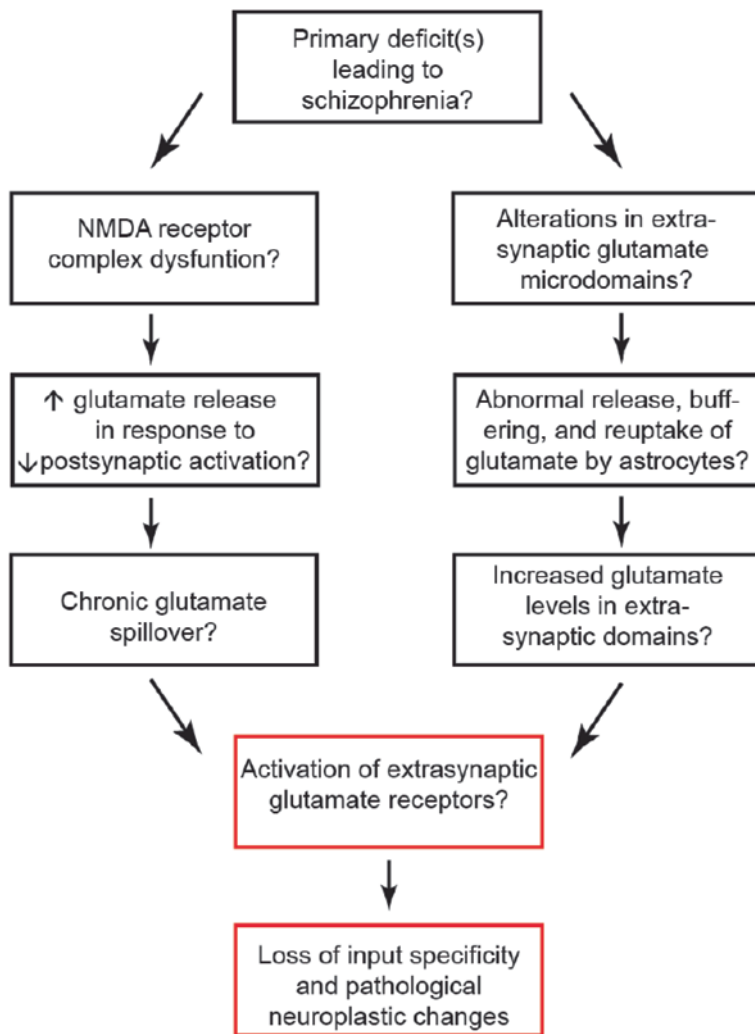 Primary deficit(s)
leading to
schizophrenia?
NMDA receptor
complex dysfuntion?
↑ glutamate release
in response to
↓postsynaptic activation?
Chronic glutamate
spillover?
Alterations in extra-
synaptic glutamate
microdomains?
Abnormal release, buff-
ering, and reuptake of
glutamate by astrocytes?
Increased glutamate
levels in extra-
synaptic domains?
Activation of extrasynaptic
glutamate receptors?
Loss of input specificity
and pathological
neuroplastic changes